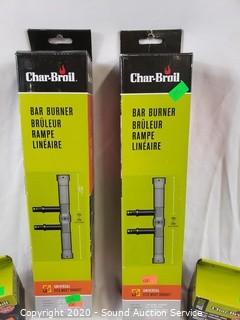 Char-Broil
BAR BURNER
BRÛLEUR
RAMPE
LINÉAIRE
UNIVERSAL
Char-Broil
BAR BURNER
BRÛLEUR
RAMPE
LINÉAIRE
UNIVERSAL
Copyright 2020 - Sound Auction Service